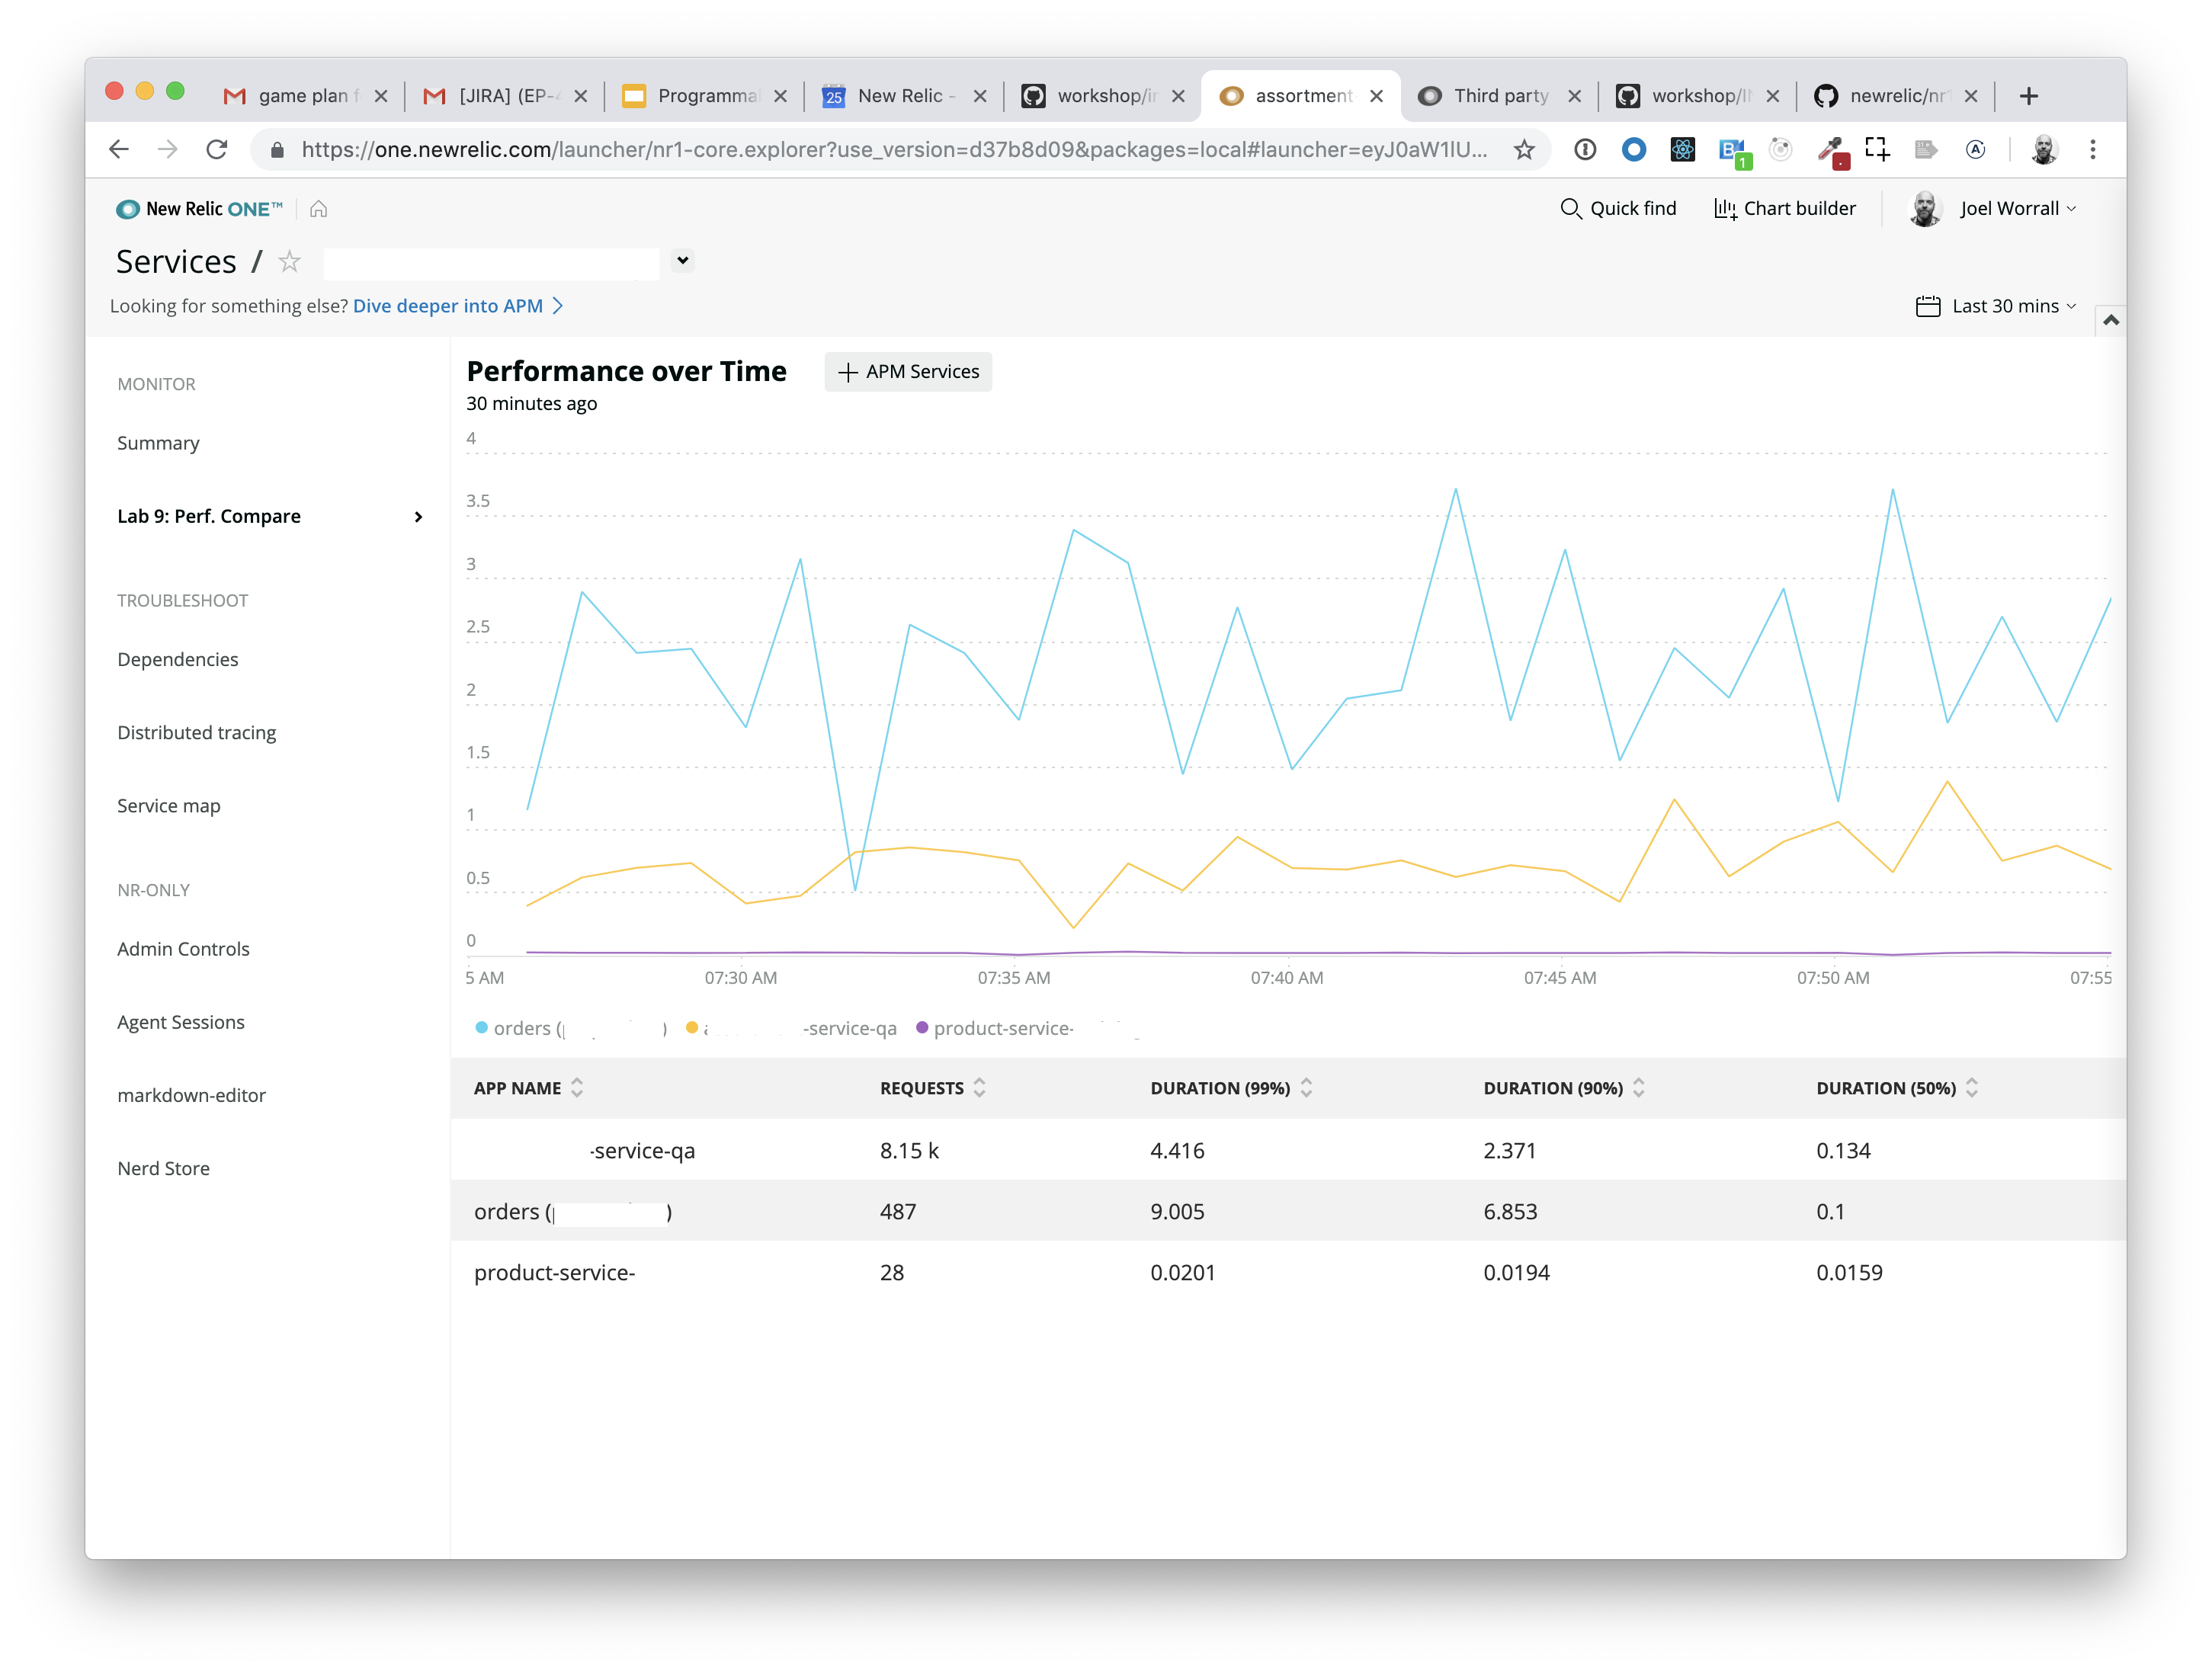 game plan f
[JIRA] (EP-
Programma
25
New Relic -
workshop/ir
assortment
Third party
workshop/I
newrelic/nr
https://one.newrelic.com/launcher/nr1-core.explorer?use_version=d37b8d09&packages=local#launcher=eyJ0aW1lU...
1
New Relic ONE™
Quick find
Chart builder
Joel Worrall
Services /
Looking for something else? Dive deeper into APM
Last 30 mins
MONITOR
Summary
Lab 9: Perf. Compare
TROUBLESHOOT
Dependencies
Distributed tracing
Service map
NR-ONLY
Admin Controls
Agent Sessions
markdown-editor
Nerd Store
Performance over Time
APM Services
30 minutes ago
4
3.5
3
2.5
2
1.5
1
0.5
0
5 AM 07:30 AM 07:35 AM 07:40 AM 07:45 AM 07:50 AM 07:55
orders ( ) -service-qa product-service-
APP NAME REQUESTS DURATION (99%) DURATION (90%) DURATION (50%)
-service-qa 8.15 k 4.416 2.371 0.134
orders ( ) 487 9.005 6.853 0.1
product-service- 28 0.0201 0.0194 0.0159